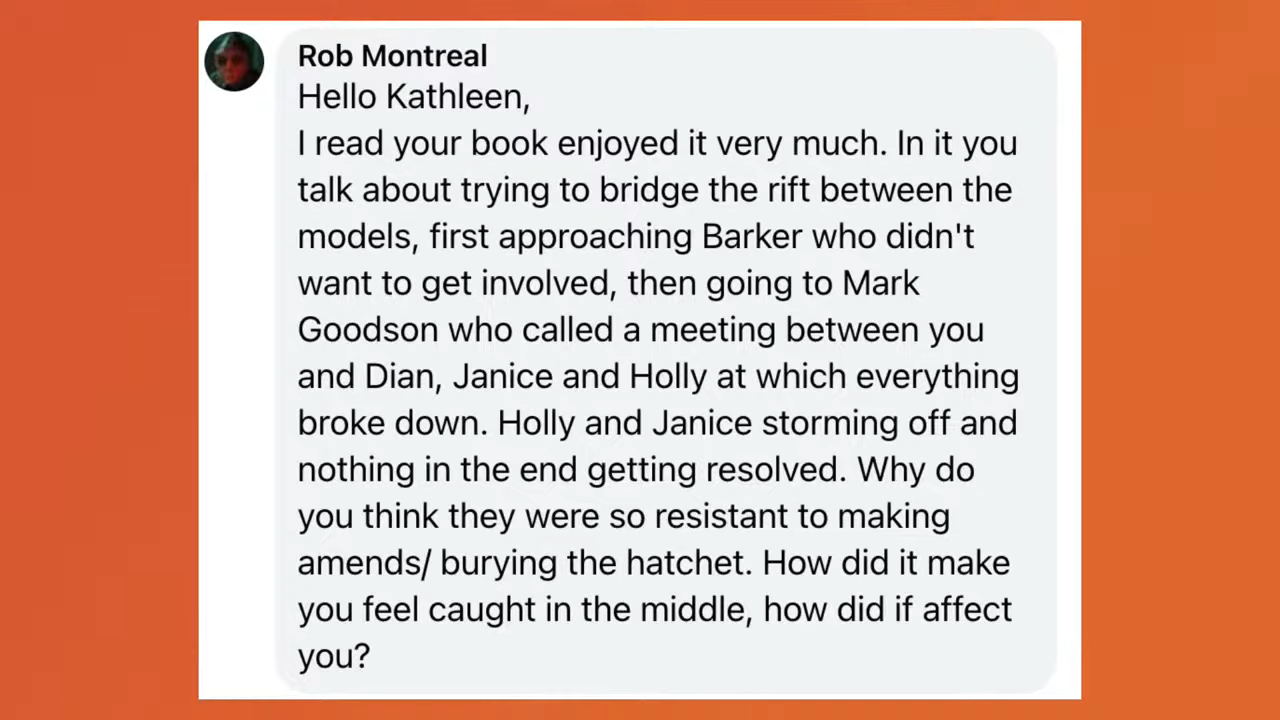 Rob Montreal
Hello Kathleen,
I read your book enjoyed it very much. In it you
talk about trying to bridge the rift between the
models, first approaching Barker who didn't
want to get involved, then going to Mark
Goodson who called a meeting between you
and Dian, Janice and Holly at which everything
broke down. Holly and Janice storming off and
nothing in the end getting resolved. Why do
you think they were so resistant to making
amends/ burying the hatchet. How did it make
you feel caught in the middle, how did if affect
you?